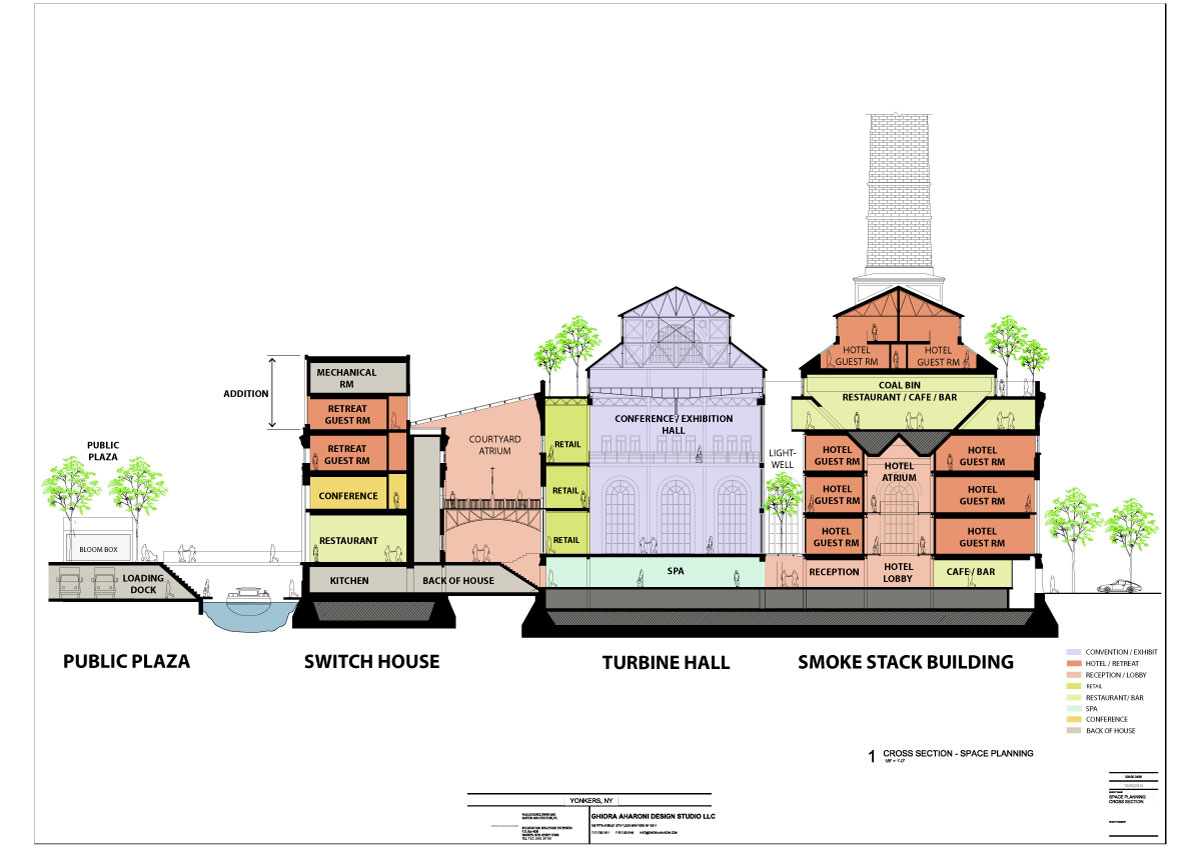 MECHANICAL
RM
ADDITION
RETREAT
GUEST RM
RETREAT
GUEST RM
CONFERENCE
RESTAURANT
KITCHEN
BACK OF HOUSE
PUBLIC
PLAZA
BLOOM BOX
LOADING
DOCK
COURTYARD
ATRIUM
RETAIL
RETAIL
RETAIL
CONFERENCE / EXHIBITION
HALL
SPA
LIGHT-
WELL
HOTEL
GUEST RM
HOTEL
GUEST RM
COAL BIN
RESTAURANT / CAFE / BAR
HOTEL
GUEST RM
HOTEL
ATRIUM
HOTEL
GUEST RM
HOTEL
GUEST RM
HOTEL
GUEST RM
HOTEL
GUEST RM
HOTEL
GUEST RM
RECEPTION
HOTEL
LOBBY
CAFE / BAR
PUBLIC PLAZA
SWITCH HOUSE
TURBINE HALL
SMOKE STACK BUILDING
CONVENTION / EXHIBIT
HOTEL / RETREAT
RECEPTION / LOBBY
RETAIL
RESTAURANT/ BAR
SPA
CONFERENCE
BACK OF HOUSE
1 CROSS SECTION - SPACE PLANNING
1/8" = 1'-0"
YONKERS, NY
GHIORA AHARONI DESIGN STUDIO LLC
SPACE PLANNING
CROSS SECTION